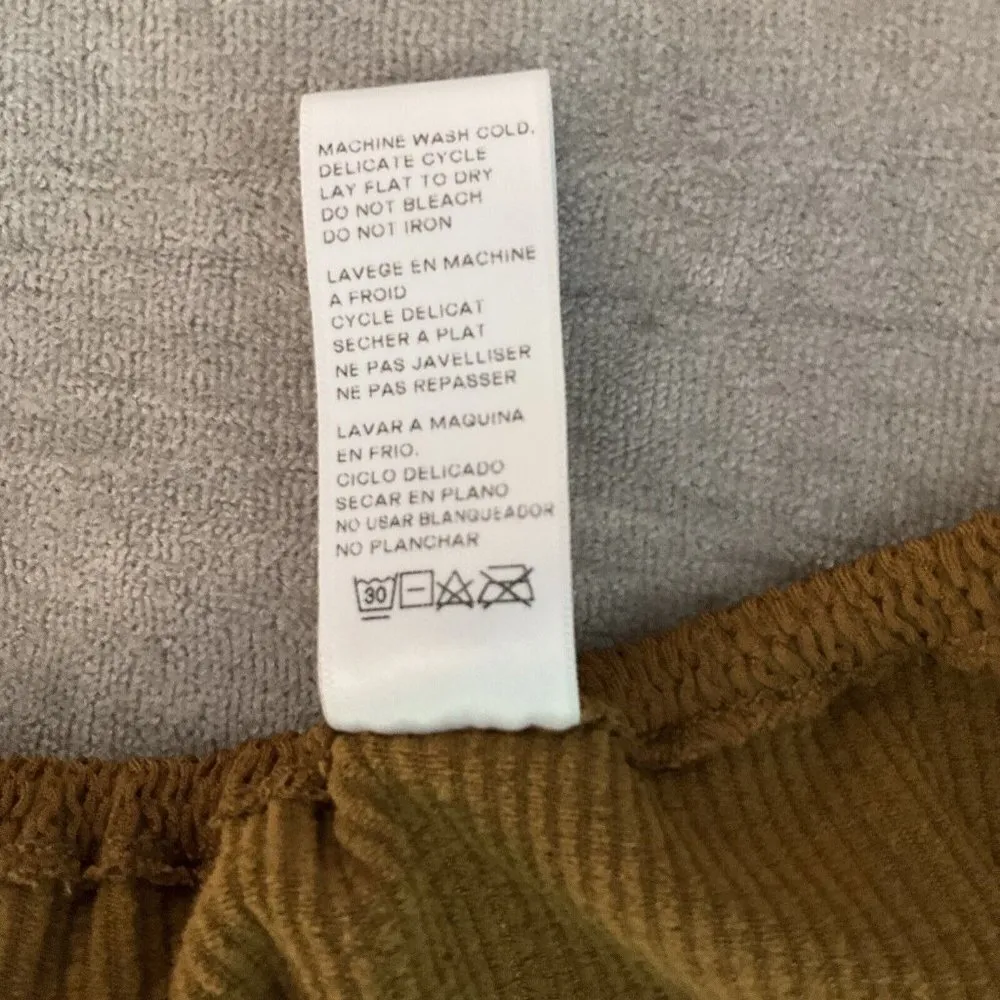 MACHINE WASH COLD,
DELICATE CYCLE
LAY FLAT TO DRY
DO NOT BLEACH
DO NOT IRON
LAVEGE EN MACHINE
A FROID
CYCLE DELICAT
SECHER A PLAT
NE PAS JAVELLISER
NE PAS REPASSER
LAVAR A MAQUINA
EN FRIO.
CICLO DELICADO
SECAR EN PLANO
NO USAR BLANQUEADOR
NO PLANCHAR
30